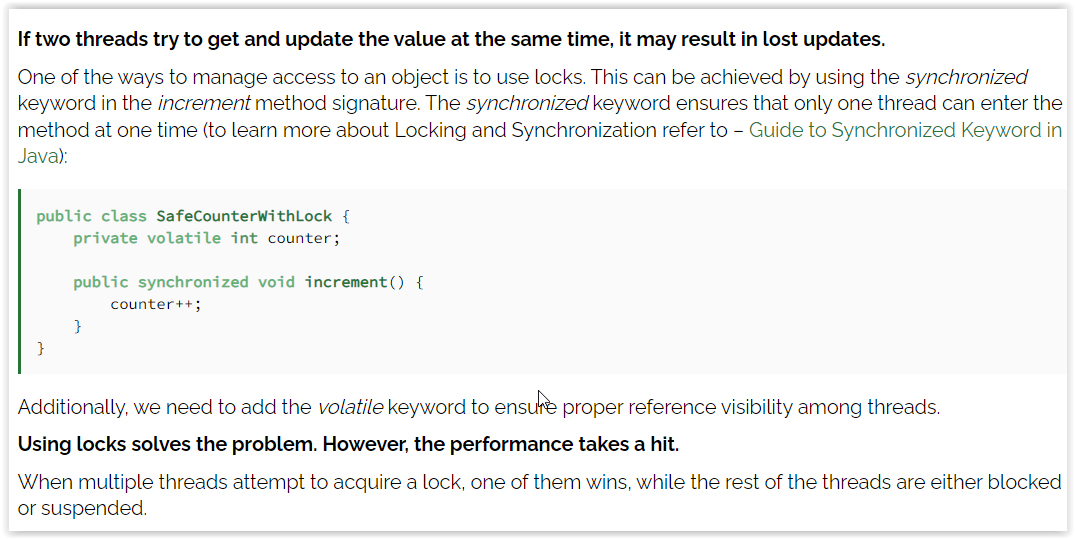 If two threads try to get and update the value at the same time, it may result in lost updates.
One of the ways to manage access to an object is to use locks. This can be achieved by using the synchronized
keyword in the increment method signature. The synchronized keyword ensures that only one thread can enter the
method at one time (to learn more about Locking and Synchronization refer to – Guide to Synchronized Keyword in
Java):
public class SafeCounterWithLock {
    private volatile int counter;
    public synchronized void increment() {
        counter++;
    }
}
Additionally, we need to add the volatile keyword to ensure proper reference visibility among threads.
Using locks solves the problem. However, the performance takes a hit.
When multiple threads attempt to acquire a lock, one of them wins, while the rest of the threads are either blocked
or suspended.